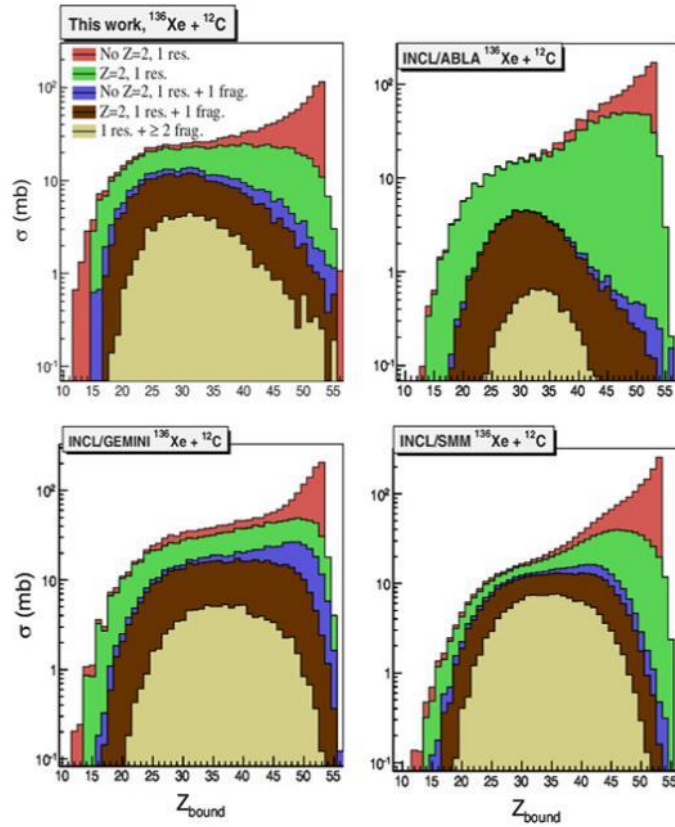 This work, ¹³⁶Xe + ¹²C
No Z=2, 1 res.
Z=2, 1 res.
No Z=2, 1 res. + 1 frag.
Z=2, 1 res. + 1 frag.
1 res. + ≥ 2 frag.
σ (mb)
10²
10
1
10⁻¹
10 15 20 25 30 35 40 45 50 55
INCL/ABLA ¹³⁶Xe + ¹²C
10²
10
1
10⁻¹
10 15 20 25 30 35 40 45 50 55
INCL/GEMINI ¹³⁶Xe + ¹²C
σ (mb)
10²
10
1
10⁻¹
10 15 20 25 30 35 40 45 50 55
Z_bound
INCL/SMM ¹³⁶Xe + ¹²C
10²
10
1
10⁻¹
10 15 20 25 30 35 40 45 50 55
Z_bound